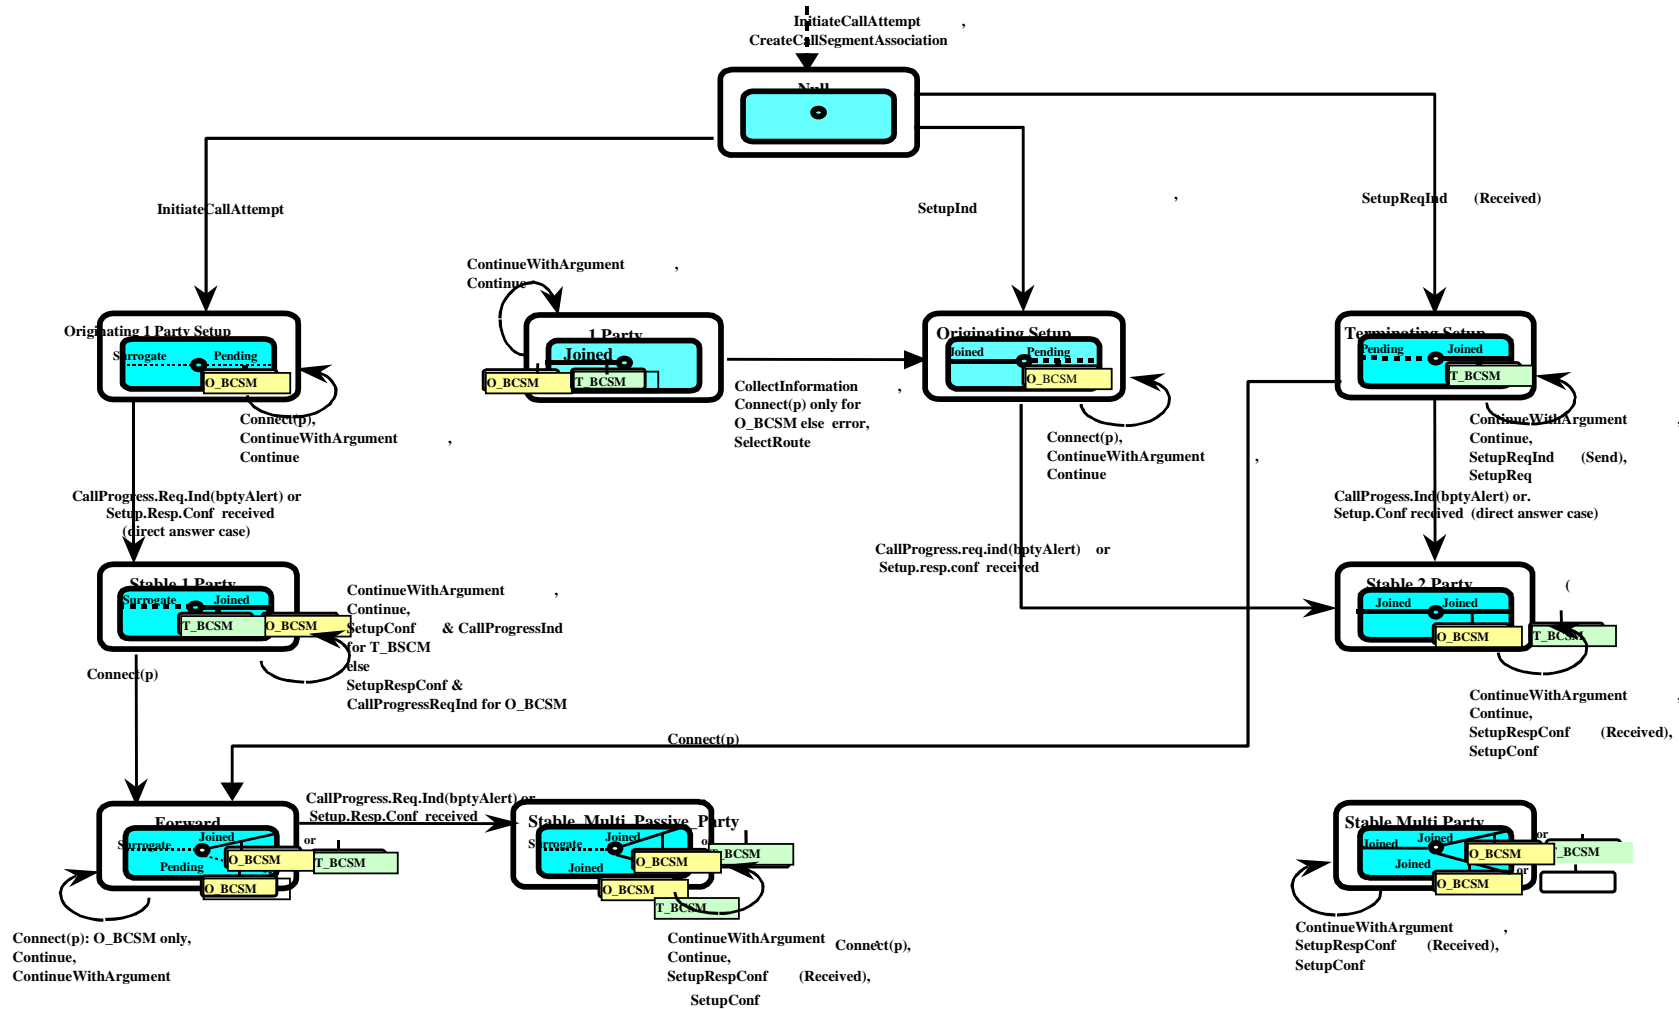 InitiateCallAttempt ,
CreateCallSegmentAssociation
Null
InitiateCallAttempt
SetupInd
,
SetupReqInd (Received)
ContinueWithArgument ,
Continue
Originating 1 Party Setup
Surrogate Pending
O_BCSM
Connect(p),
ContinueWithArgument ,
Continue
1 Party
Joined
O_BCSM
T_BCSM
CollectInformation ,
Connect(p) only for
O_BCSM else error,
SelectRoute
Originating Setup
Joined Pending
O_BCSM
Connect(p),
ContinueWithArgument ,
Continue
Terminating Setup
Pending Joined
T_BCSM
ContinueWithArgument ,
Continue,
SetupReqInd (Send),
SetupReq
CallProgress.Req.Ind(bptyAlert) or
Setup.Resp.Conf received
(direct answer case)
CallProgess.Ind(bptyAlert) or.
Setup.Conf received (direct answer case)
CallProgress.req.ind(bptyAlert) or
Setup.resp.conf received
Stable 1 Party
Surrogate Joined
T_BCSM
O_BCSM
ContinueWithArgument ,
Continue,
SetupConf & CallProgressInd
for T_BSCM
else
SetupRespConf &
CallProgressReqInd for O_BCSM
Stable 2 Party (
Joined Joined
O_BCSM
T_BCSM
ContinueWithArgument ,
Continue,
SetupRespConf (Received),
SetupConf
Connect(p)
Connect(p)
CallProgress.Req.Ind(bptyAlert) or
Setup.Resp.Conf received
Forward
Surrogate
Joined
Pending
or
O_BCSM
T_BCSM
O_BCSM
Connect(p): O_BCSM only,
Continue,
ContinueWithArgument
Stable_Multi_Passive_Party
Surrogate
Joined
Joined
O_BCSM
T_BCSM
O_BCSM
T_BCSM
ContinueWithArgument ,
Connect(p),
Continue,
SetupRespConf (Received),
SetupConf
Stable Multi Party
Joined
Joined
or
O_BCSM
T_BCSM
or
O_BCSM
ContinueWithArgument ,
SetupRespConf (Received),
SetupConf